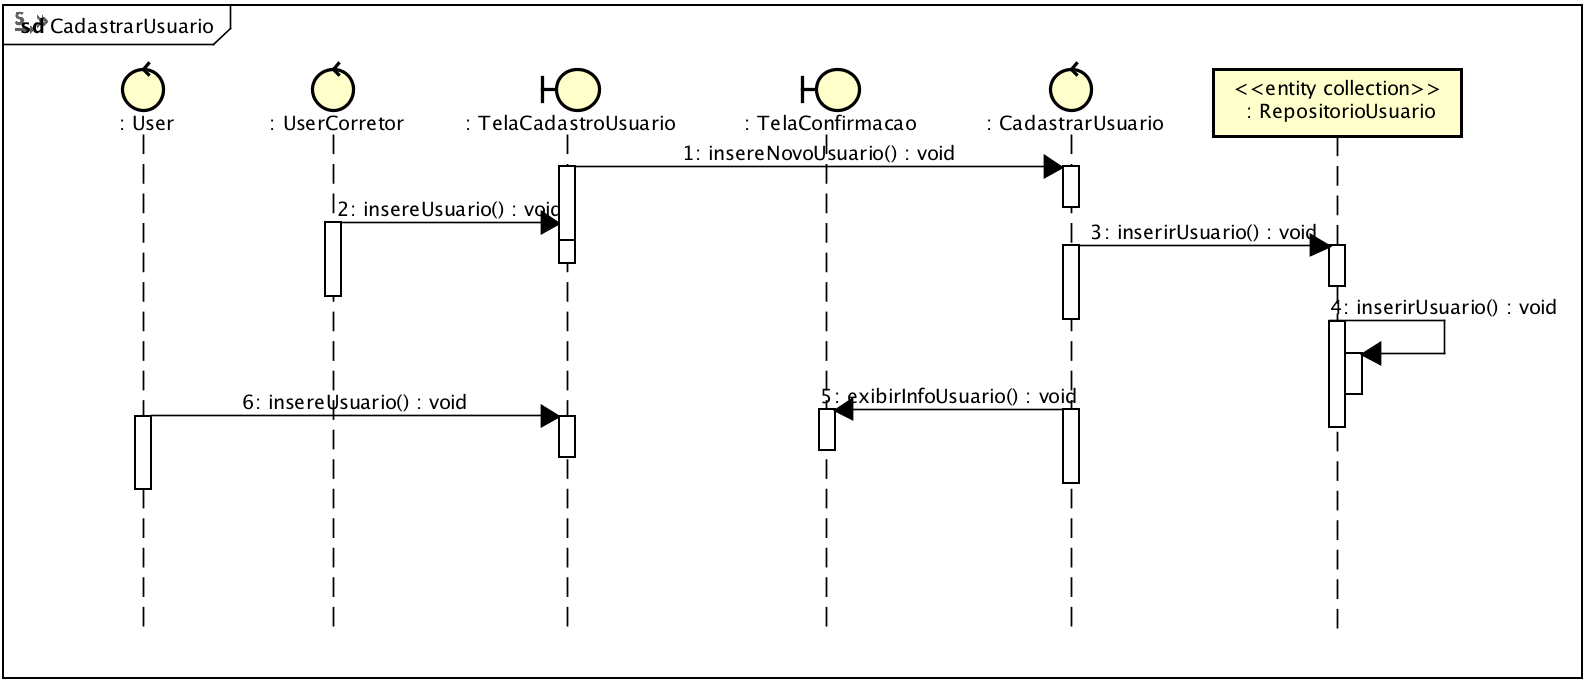 sd CadastrarUsuario
: User
: UserCorretor
: TelaCadastroUsuario
: TelaConfirmacao
: CadastrarUsuario
<<entity collection>>
: RepositorioUsuario
1: insereNovoUsuario() : void
2: insereUsuario() : void
3: inserirUsuario() : void
4: inserirUsuario() : void
5: exibirInfoUsuario() : void
6: insereUsuario() : void